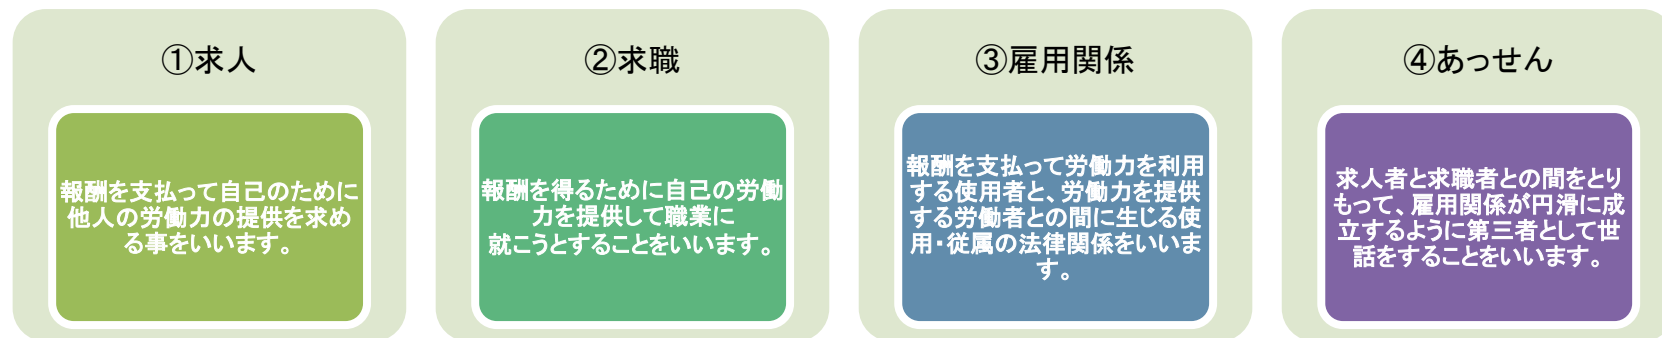 ①求人
報酬を支払って自己のために
他人の労働力の提供を求め
る事をいいます。
②求職
報酬を得るために自己の労働
力を提供して職業に
就こうとすることをいいます。
③雇用関係
報酬を支払って労働力を利用
する使用者と、労働力を提供
する労働者との間に生じる使
用・従属の法律関係をいいま
す。
④あっせん
求人者と求職者との間をとり
もって、雇用関係が円滑に成
立するように第三者として世
話をすることをいいます。